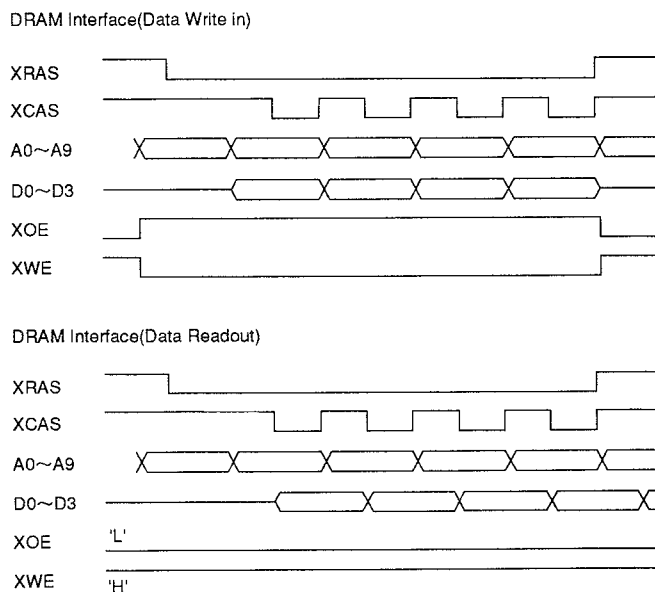 DRAM Interface(Data Write in)
XRAS
XCAS
A0～A9
D0～D3
XOE
XWE
DRAM Interface(Data Readout)
XRAS
XCAS
A0～A9
D0～D3
XOE 'L'
XWE 'H'